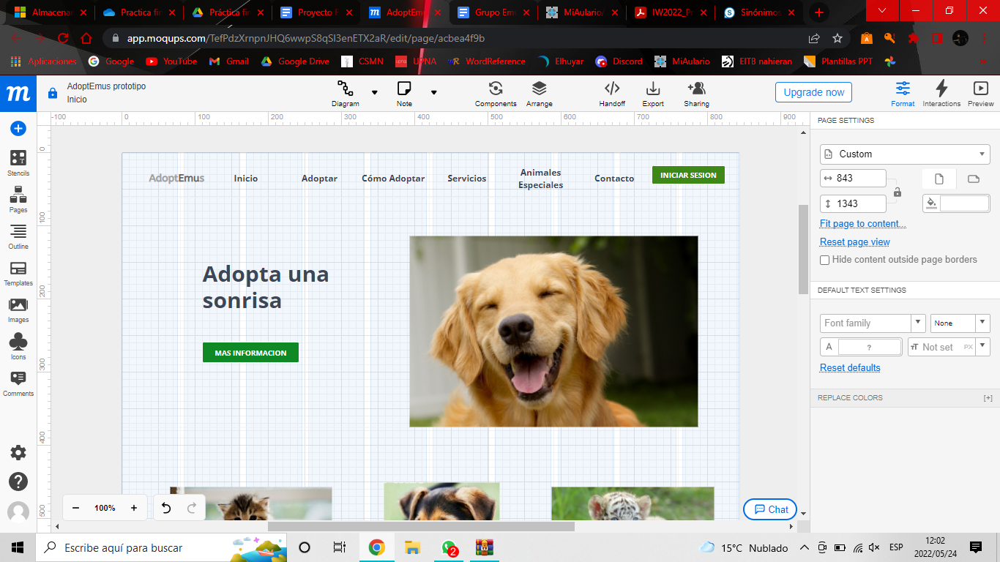 Almacenar
Practica fin
Práctica fin
Proyecto F
AdoptEmu
Grupo Emu
MiAulario
IW2022_Pr
Sinónimos
app.moqups.com/TefPdzXrnpnJHQ6wwpS8qSI3enETX2aR/edit/page/acbea4f9b
Aplicaciones
Google
YouTube
Gmail
Google Drive
CSMN
UPNA
WordReference
Elhuyar
Discord
MiAulario
EITB nahieran
Plantillas PPT
AdoptEmus prototipo
Inicio
Diagram
Note
Components
Arrange
Handoff
Export
Sharing
Upgrade now
Format
Interactions
Preview
-100
0
100
200
300
400
500
600
700
800
900
Stencils
Pages
Outline
Templates
Images
Icons
Comments
0
100
200
300
400
500
AdoptEmus
Inicio
Adoptar
Cómo Adoptar
Servicios
Animales
Especiales
Contacto
INICIAR SESION
Adopta una
sonrisa
MAS INFORMACION
100%
Chat
PAGE SETTINGS
Custom
843
1343
Fit page to content...
Reset page view
Hide content outside page borders
DEFAULT TEXT SETTINGS
Font family
None
A
?
Not set
PX
Reset defaults
REPLACE COLORS
[+]
Escribe aquí para buscar
2
15°C Nublado
ESP
12:02
2022/05/24